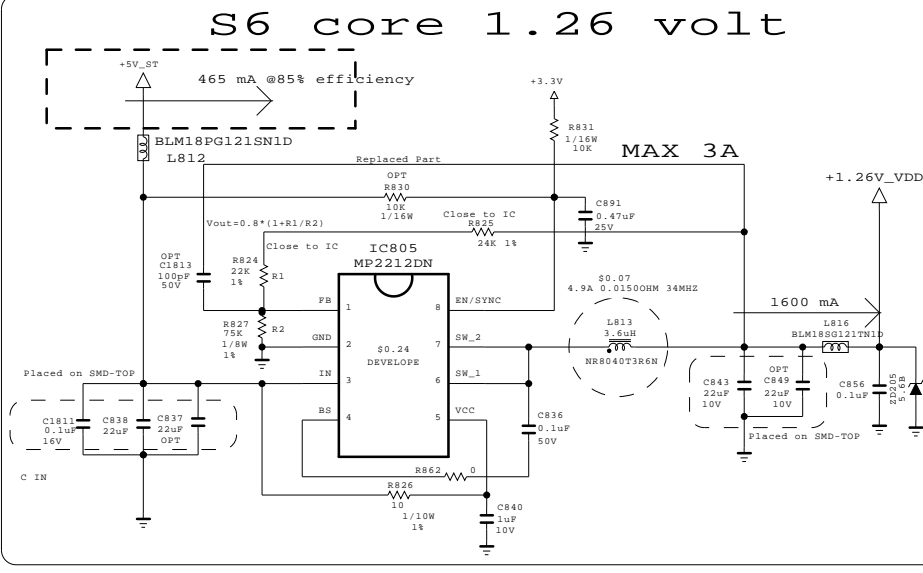 S6 core 1.26 volt
+5V_ST
465 mA @85% efficiency
BLM18PG121SN1D
L812
+3.3V
R831
1/16W
10K
MAX 3A
+1.26V_VDD
Replaced Part
OPT
R830
10K
1/16W
C891
0.47uF
25V
Vout=0.8*(1+R1/R2)
Close to IC
R825
24K 1%
Close to IC
OPT
C1813
100pF
50V
R824
22K
1%
R1
IC805
MP2212DN
FB
1
8
EN/SYNC
R827
75K
1/8W
1%
R2
GND
2
7
SW_2
$0.24
DEVELOPE
IN
3
6
SW_1
BS
4
5
VCC
$0.07
4.9A 0.0150OHM 34MHZ
L813
3.6uH
NR8040T3R6N
1600 mA
L816
BLM18SG121TN1D
Placed on SMD-TOP
C1811
0.1uF
16V
C838
22uF
C837
22uF
OPT
C IN
C836
0.1uF
50V
R862
0
R826
10
1/10W
1%
C840
1uF
10V
C843
22uF
10V
OPT
C849
22uF
10V
Placed on SMD-TOP
C856
0.1uF
ZD205
5.6B